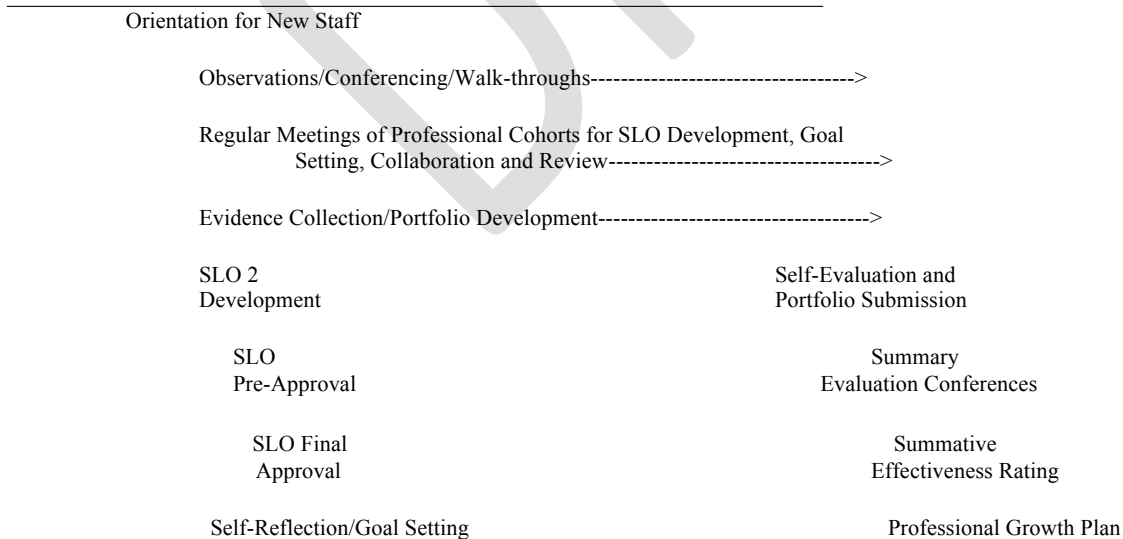 Orientation for New Staff
Observations/Conferencing/Walk-throughs----------------------------------->
Regular Meetings of Professional Cohorts for SLO Development, Goal
Setting, Collaboration and Review------------------------------------>
Evidence Collection/Portfolio Development------------------------------------>
SLO 2 Self-Evaluation and
Development Portfolio Submission
SLO Summary
Pre-Approval Evaluation Conferences
SLO Final Summative
Approval Effectiveness Rating
Self-Reflection/Goal Setting Professional Growth Plan